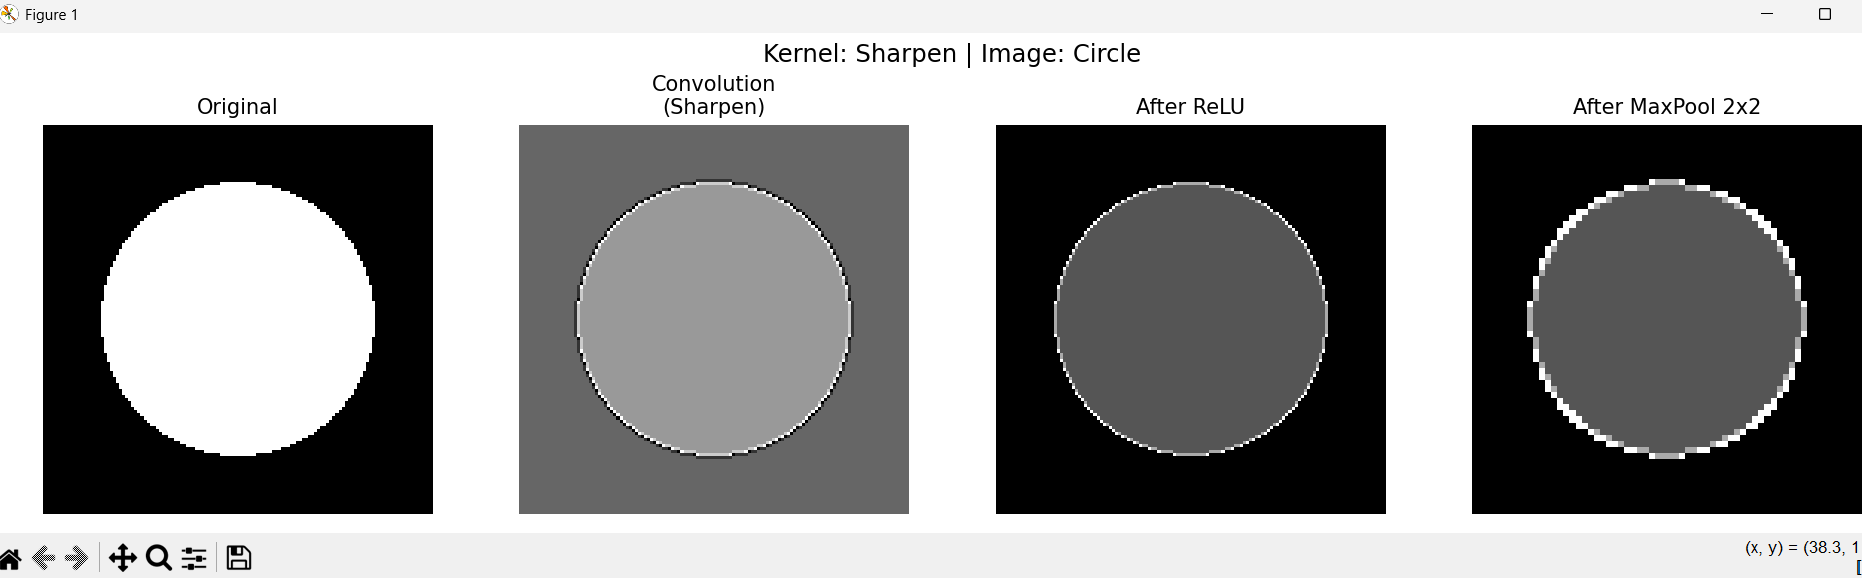 Figure 1
Kernel: Sharpen | Image: Circle
Original
Convolution
(Sharpen)
After ReLU
After MaxPool 2x2
(x, y) = (38.3, 1
[